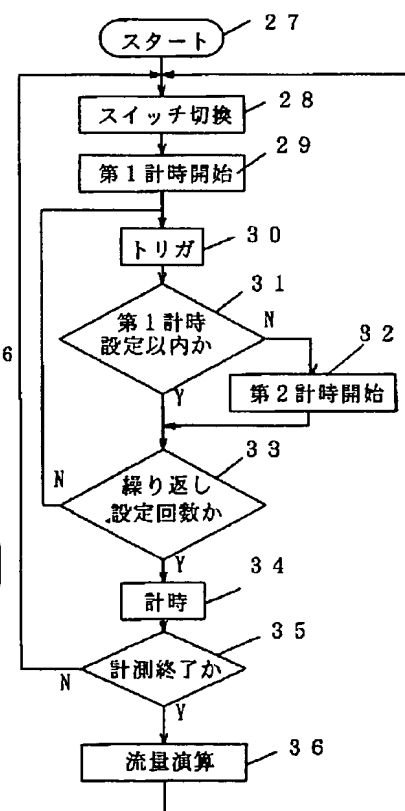 スタート
27
スイッチ切換
28
第1計時開始
29
トリガ
30
第1計時
設定以内か
31
N
Y
第2計時開始
32
繰り返し
設定回数か
33
N
Y
計時
34
計測終了か
35
N
Y
流量演算
36
6